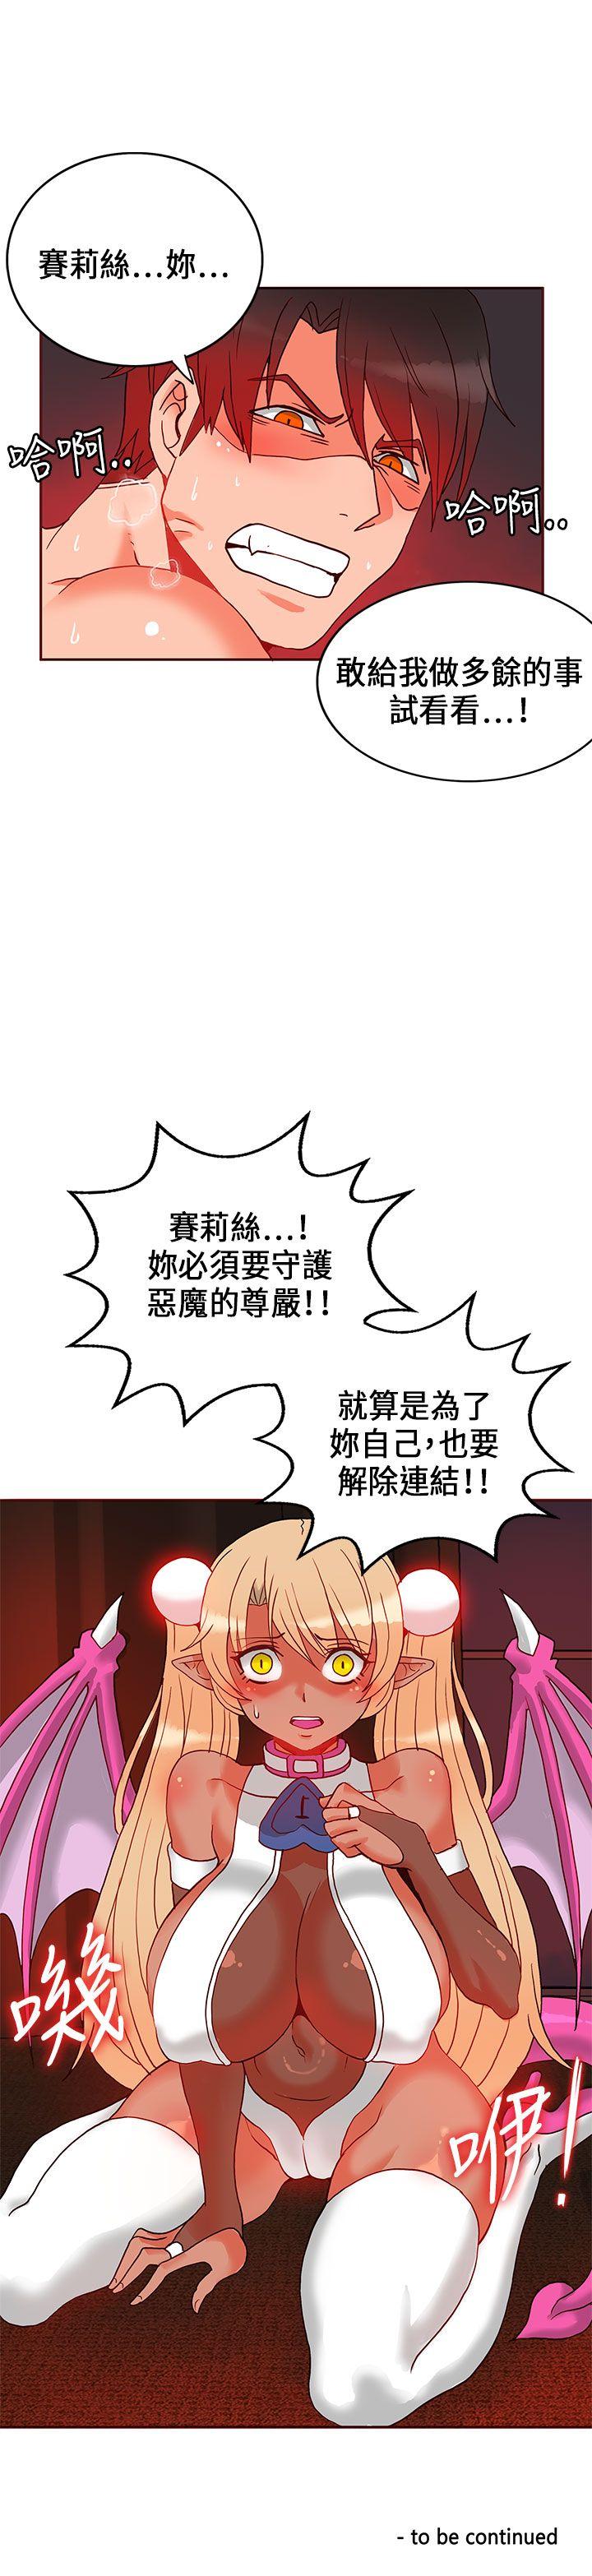 賽莉絲...妳...
哈啊..
哈啊..
敢給我做多餘的事
試看看...!
賽莉絲...!
妳必須要守護
惡魔的尊嚴!!
就算是為了
妳自己，也要
解除連結!!
嘰
咿!
- to be continued